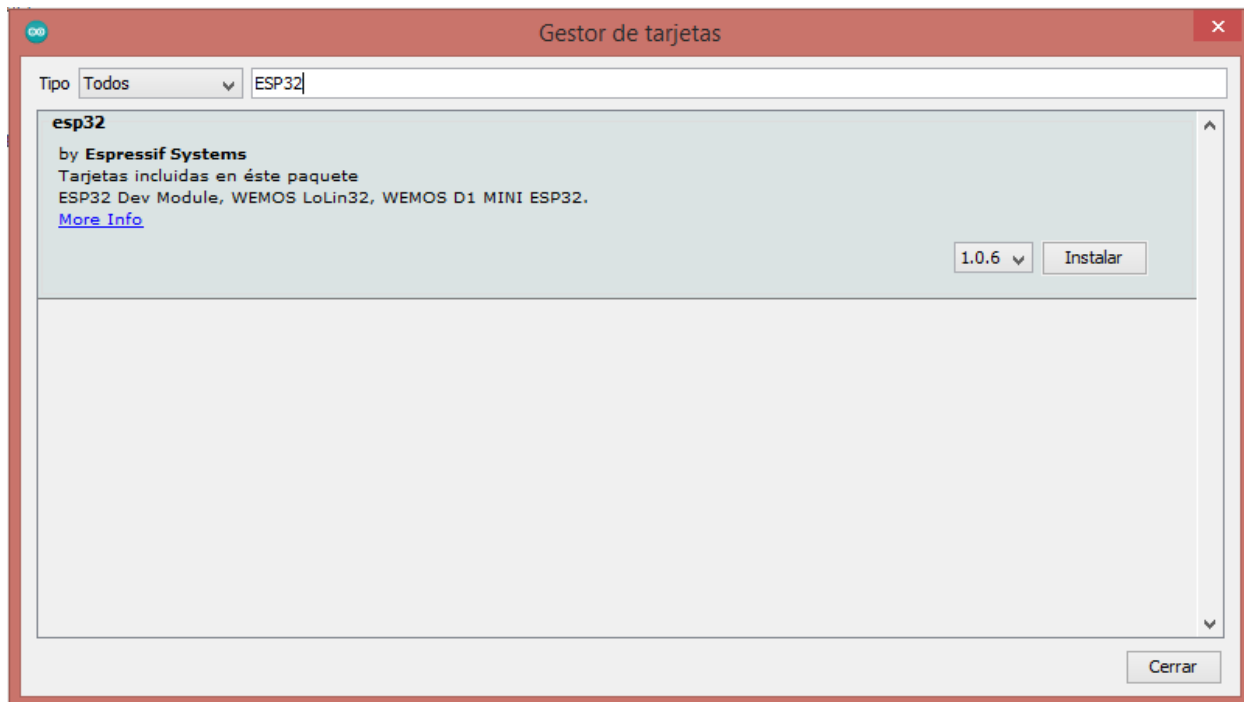 Gestor de tarjetas
Tipo Todos ESP32
esp32
by Espressif Systems
Tarjetas incluidas en éste paquete
ESP32 Dev Module, WEMOS LoLin32, WEMOS D1 MINI ESP32.
More Info
1.0.6 Instalar
Cerrar